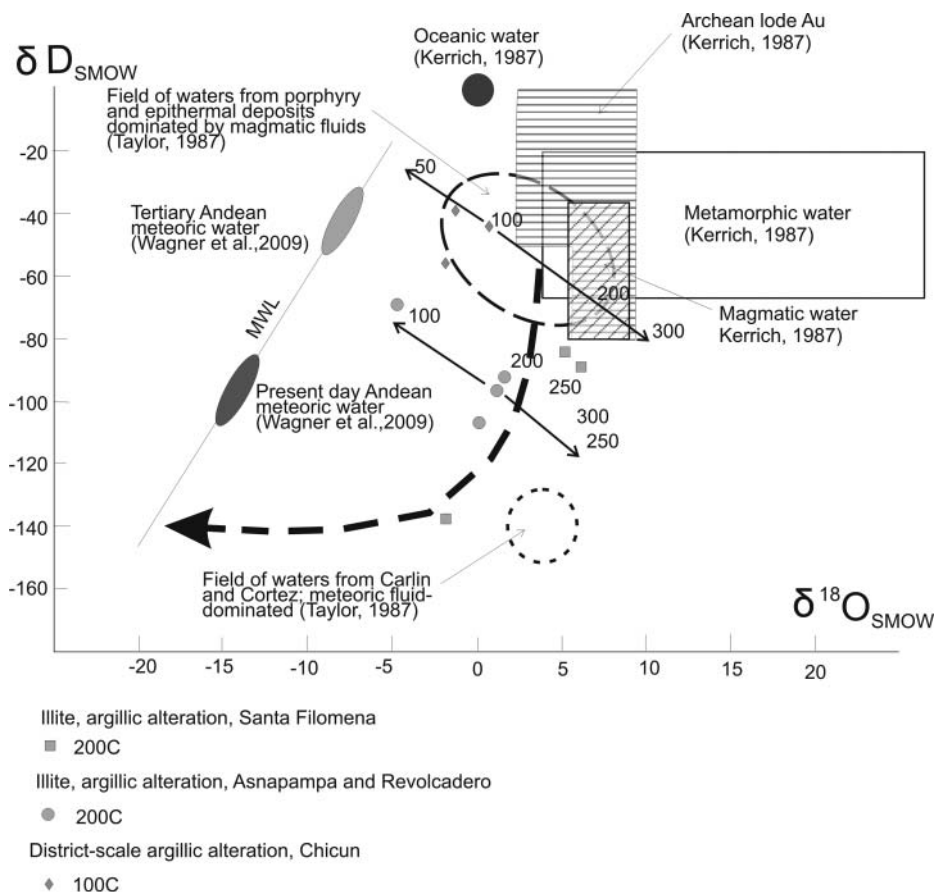 δ D SMOW
Oceanic water
(Kerrich, 1987)
Archean lode Au
(Kerrich, 1987)
Field of waters from porphyry
and epithermal deposits
dominated by magmatic fluids
(Taylor, 1987)
-20
-40
-60
-80
-100
-120
-140
-160
50
100
200
300
Tertiary Andean
meteoric water
(Wagner et al.,2009)
Metamorphic water
(Kerrich, 1987)
MWL
Magmatic water
Kerrich, 1987)
100
200
250
300
250
Present day Andean
meteoric water
(Wagner et al.,2009)
Field of waters from Carlin
and Cortez; meteoric fluid-
dominated (Taylor, 1987)
δ 18O SMOW
-20 -15 -10 -5 0 5 10 15 20
Illite, argillic alteration, Santa Filomena
200C
Illite, argillic alteration, Asnapampa and Revolcadero
200C
District-scale argillic alteration, Chicun
100C